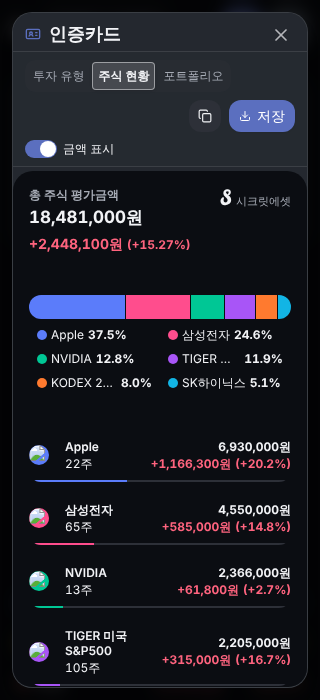 인증카드
투자 유형 주식 현황 포트폴리오
저장
금액 표시
총 주식 평가금액
시크릿에셋
18,481,000원
+2,448,100원 (+15.27%)
Apple 37.5% 삼성전자 24.6%
NVIDIA 12.8% TIGER ... 11.9%
KODEX 2... 8.0% SK하이닉스 5.1%
Apple 6,930,000원
22주 +1,166,300원 (+20.2%)
삼성전자 4,550,000원
65주 +585,000원 (+14.8%)
NVIDIA 2,366,000원
13주 +61,800원 (+2.7%)
TIGER 미국
S&P500 2,205,000원
105주 +315,000원 (+16.7%)